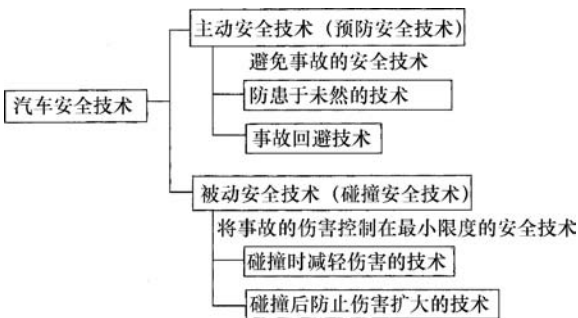 主动安全技术（预防安全技术）
避免事故的安全技术
防患于未然的技术
汽车安全技术
事故回避技术
被动安全技术（碰撞安全技术）
将事故的伤害控制在最小限度的安全技术
碰撞时减轻伤害的技术
碰撞后防止伤害扩大的技术